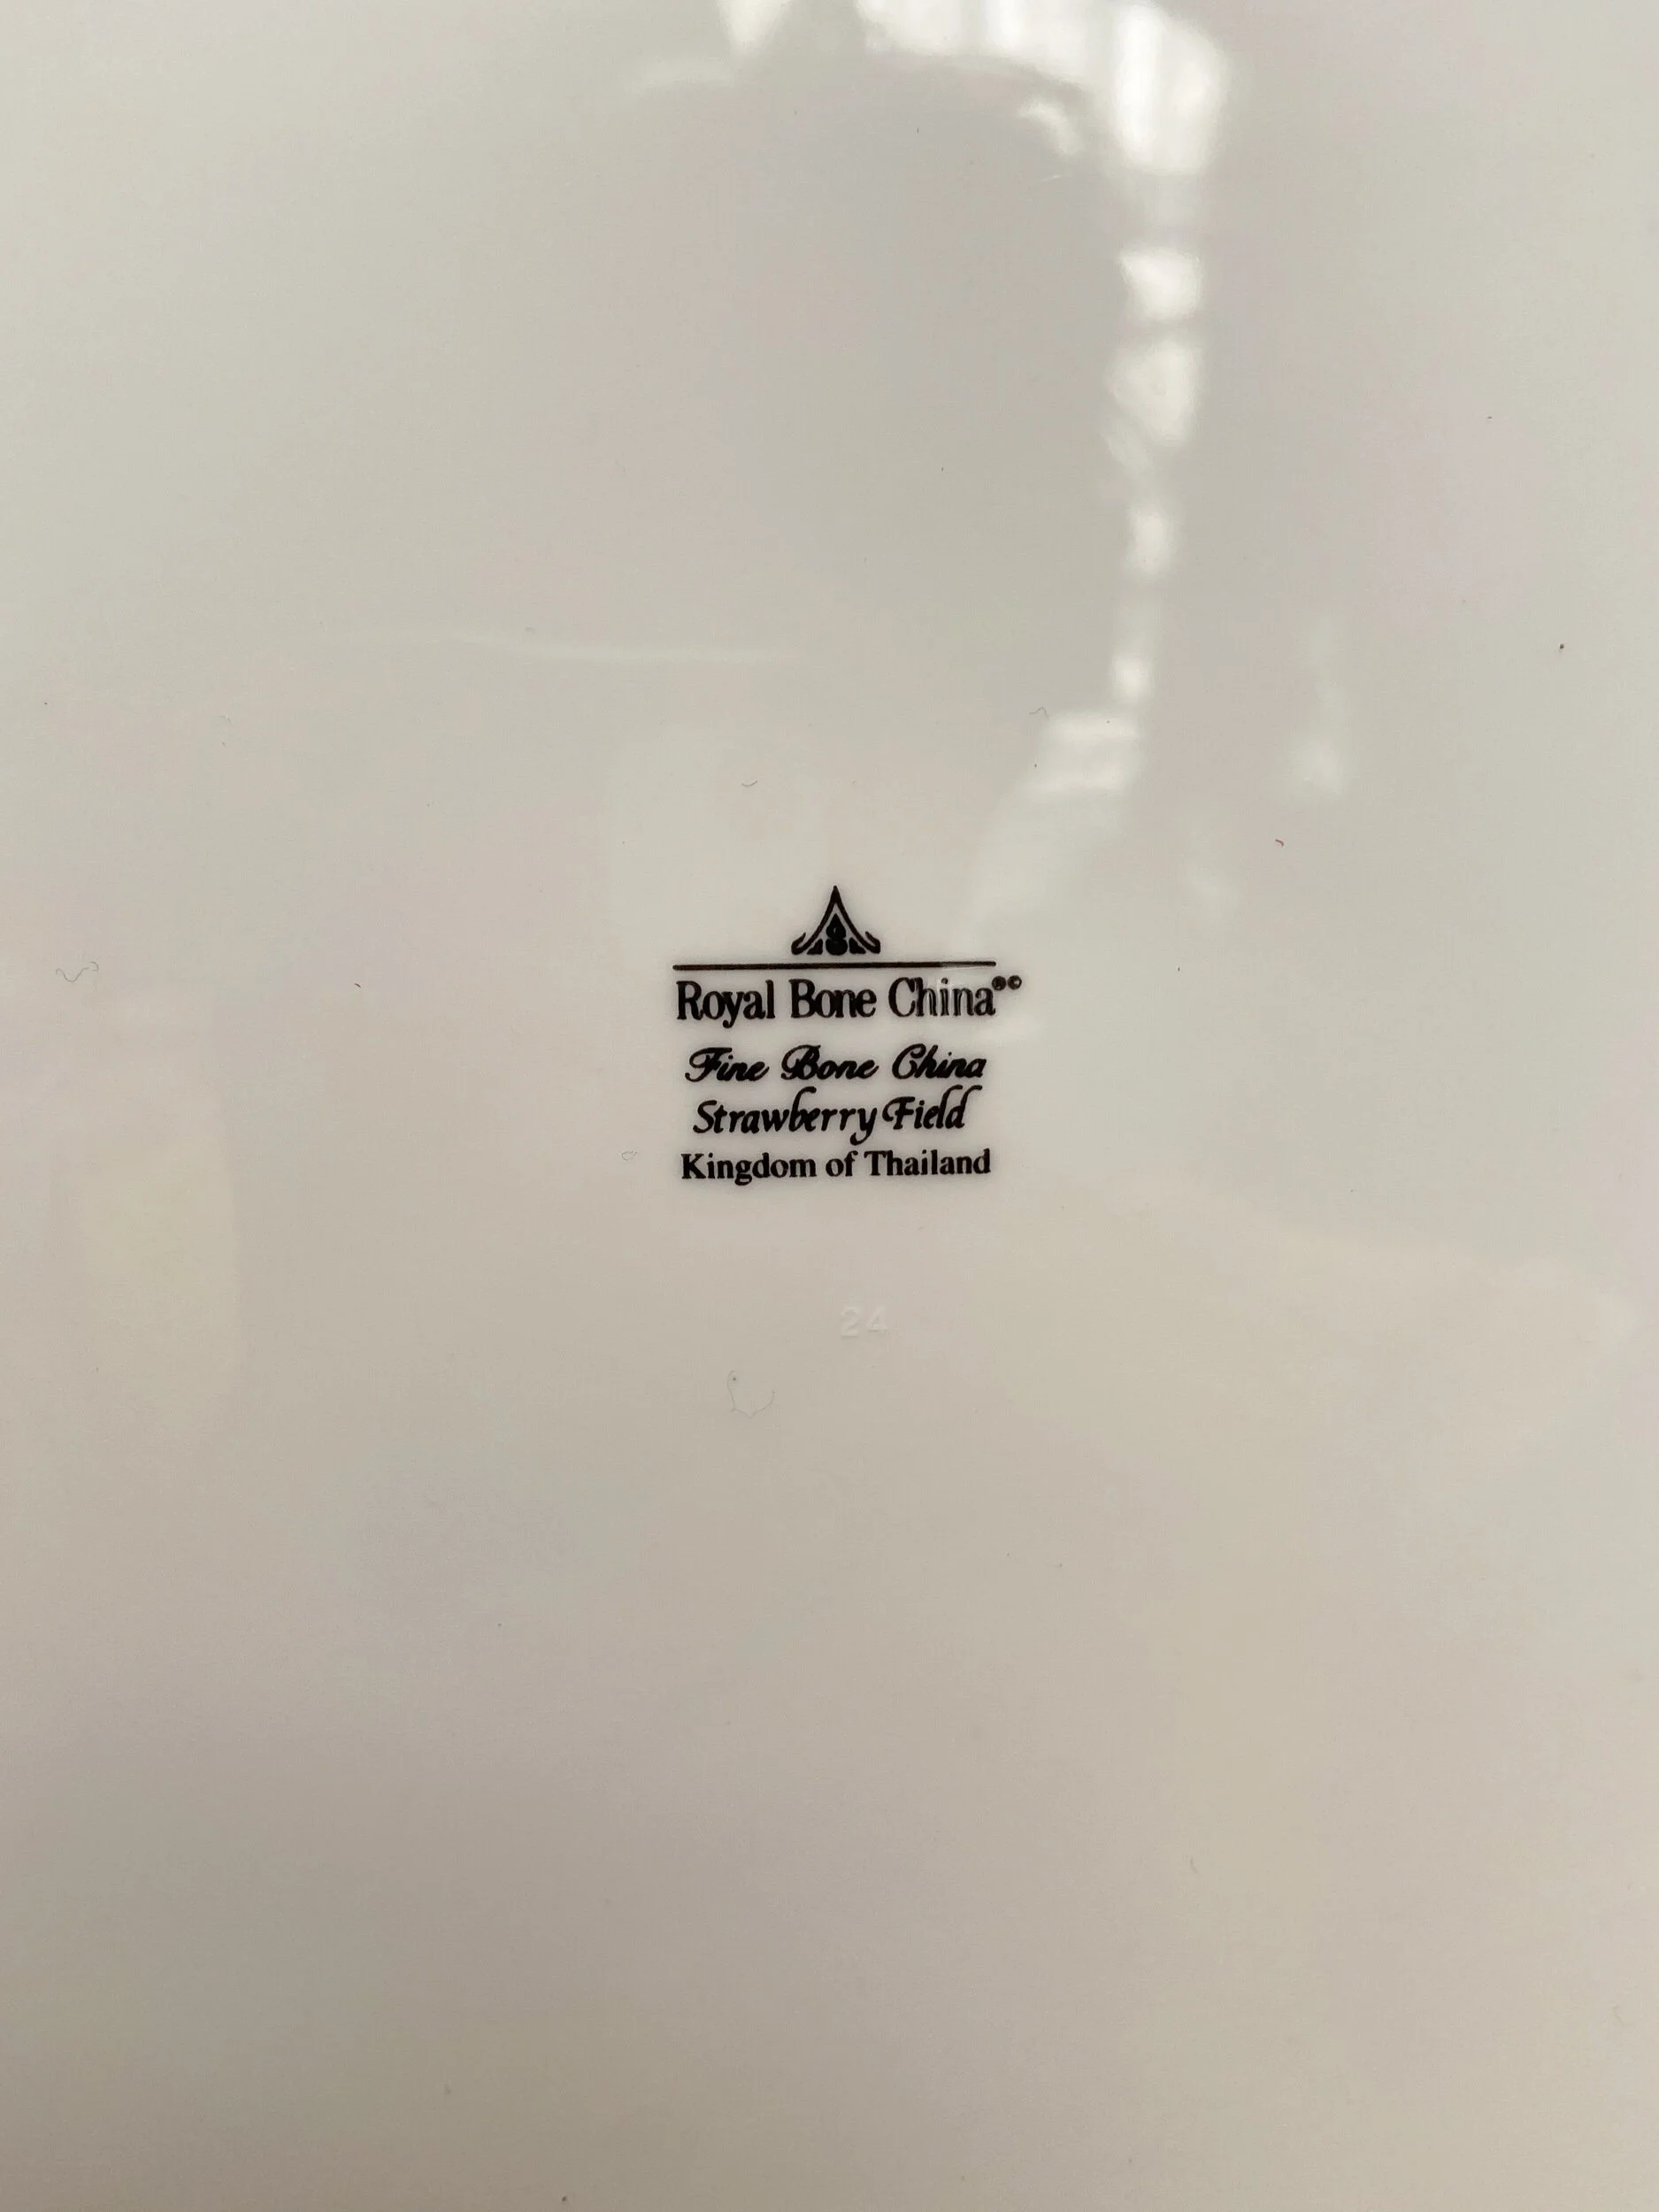 Royal Bone China®©
Fine Bone China
Strawberry Field
Kingdom of Thailand
24